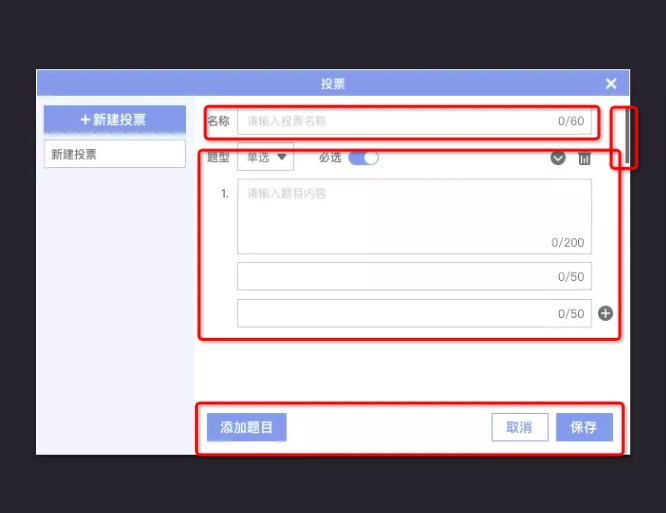 投票
+新建投票
新建投票
名称 请输入投票名称 0/60
题型 单选 必选
1. 请输入题目内容
0/200
0/50
0/50
添加题目 取消 保存